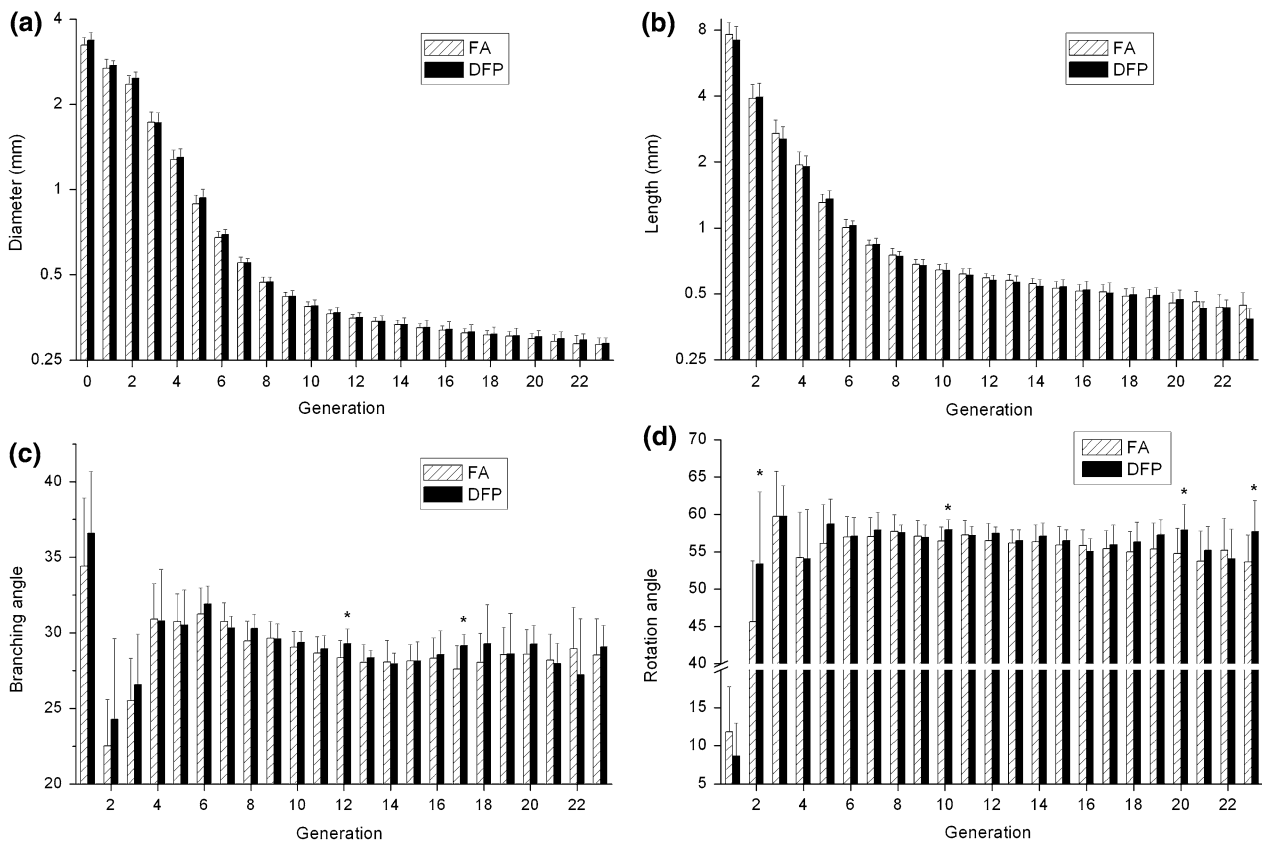 (a)
4
2
1
0.5
0.25
Diameter (mm)
FA
DFP
0 2 4 6 8 10 12 14 16 18 20 22
Generation
(b)
8
4
2
1
0.5
0.25
Length (mm)
FA
DFP
2 4 6 8 10 12 14 16 18 20 22
Generation
(c)
40
35
30
25
20
Branching angle
FA
DFP
* *
2 4 6 8 10 12 14 16 18 20 22
Generation
(d)
70
65
60
55
50
45
40
15
10
5
Rotation angle
FA
DFP
* * * *
2 4 6 8 10 12 14 16 18 20 22
Generation